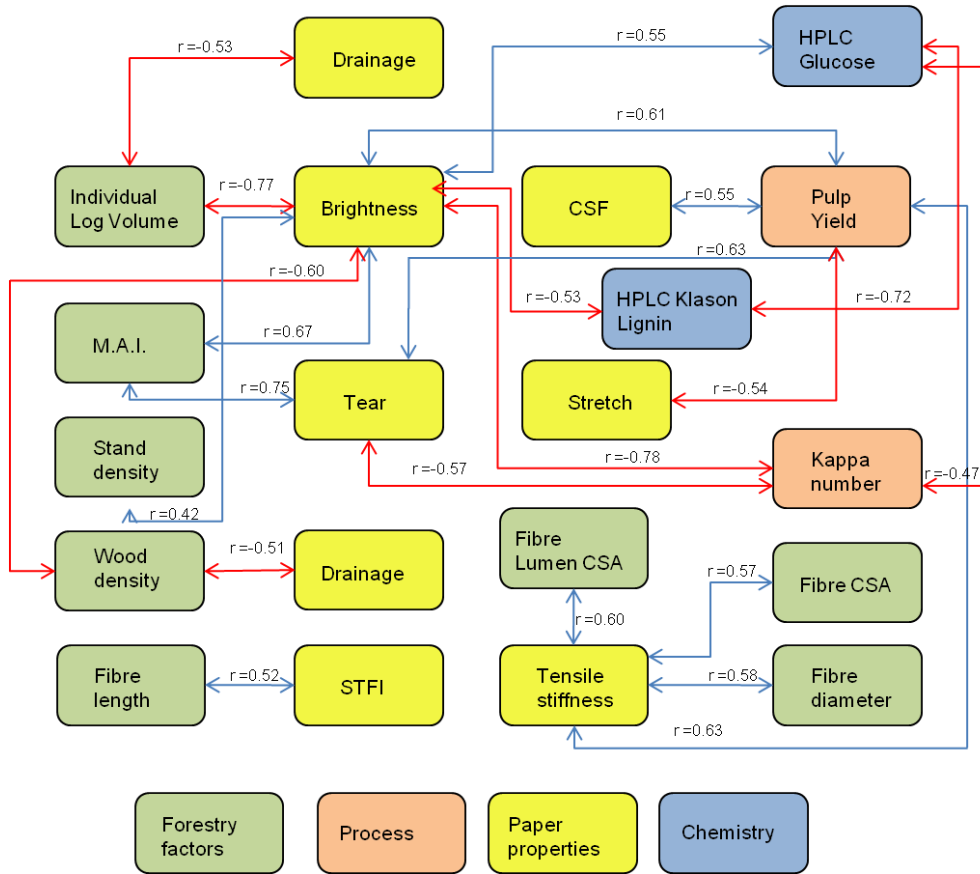 r=-0.53
Drainage
r=0.55
HPLC
Glucose
r=0.61
Individual
Log Volume
r=-0.77
Brightness
CSF
r=0.55
Pulp
Yield
r=-0.60
r=0.63
r=-0.53
HPLC Klason
Lignin
r=-0.72
M.A.I.
r=0.67
r=0.75
Tear
Stretch
r=-0.54
Stand
density
r=-0.57
r=-0.78
Kappa
number
r=-0.47
r=0.42
Wood
density
r=-0.51
Drainage
Fibre
Lumen CSA
r=0.57
Fibre CSA
r=0.60
Fibre
length
r=0.52
STFI
Tensile
stiffness
r=0.58
Fibre
diameter
r=0.63
Forestry
factors
Process
Paper
properties
Chemistry